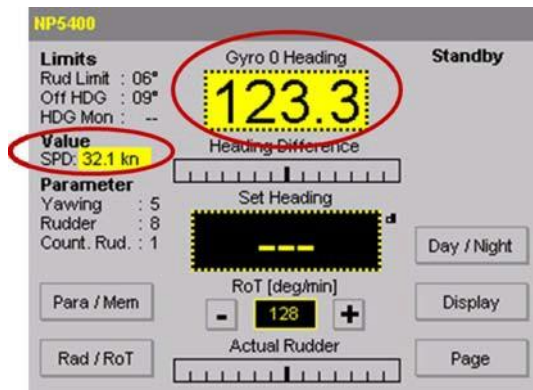 NP5400
Limits
Rud Limit : 06°
Off HDG : 09°
HDG Mon : --
Value
SPD: 32.1 kn
Parameter
Yawing : 5
Rudder : 8
Count. Rud. : 1
Para / Mem
Rad / RoT
Gyro 0 Heading
123.3
Heading Difference
Set Heading
---
RoT [deg/min]
- 128 +
Actual Rudder
Standby
Day / Night
Display
Page